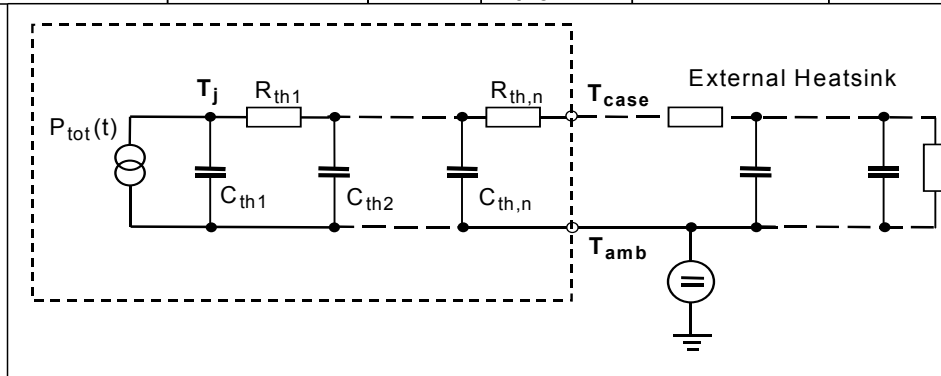 External Heatsink
T_j
R_th1
R_th,n
T_case
P_tot(t)
C_th1
C_th2
C_th,n
T_amb